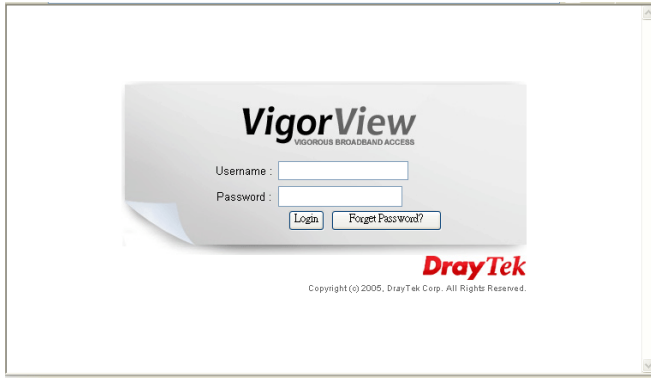 VigorView
VIGOROUS BROADBAND ACCESS
Username :
Password :
Login Forget Password?
DrayTek
Copyright (c) 2005, DrayTek Corp. All Rights Reserved.